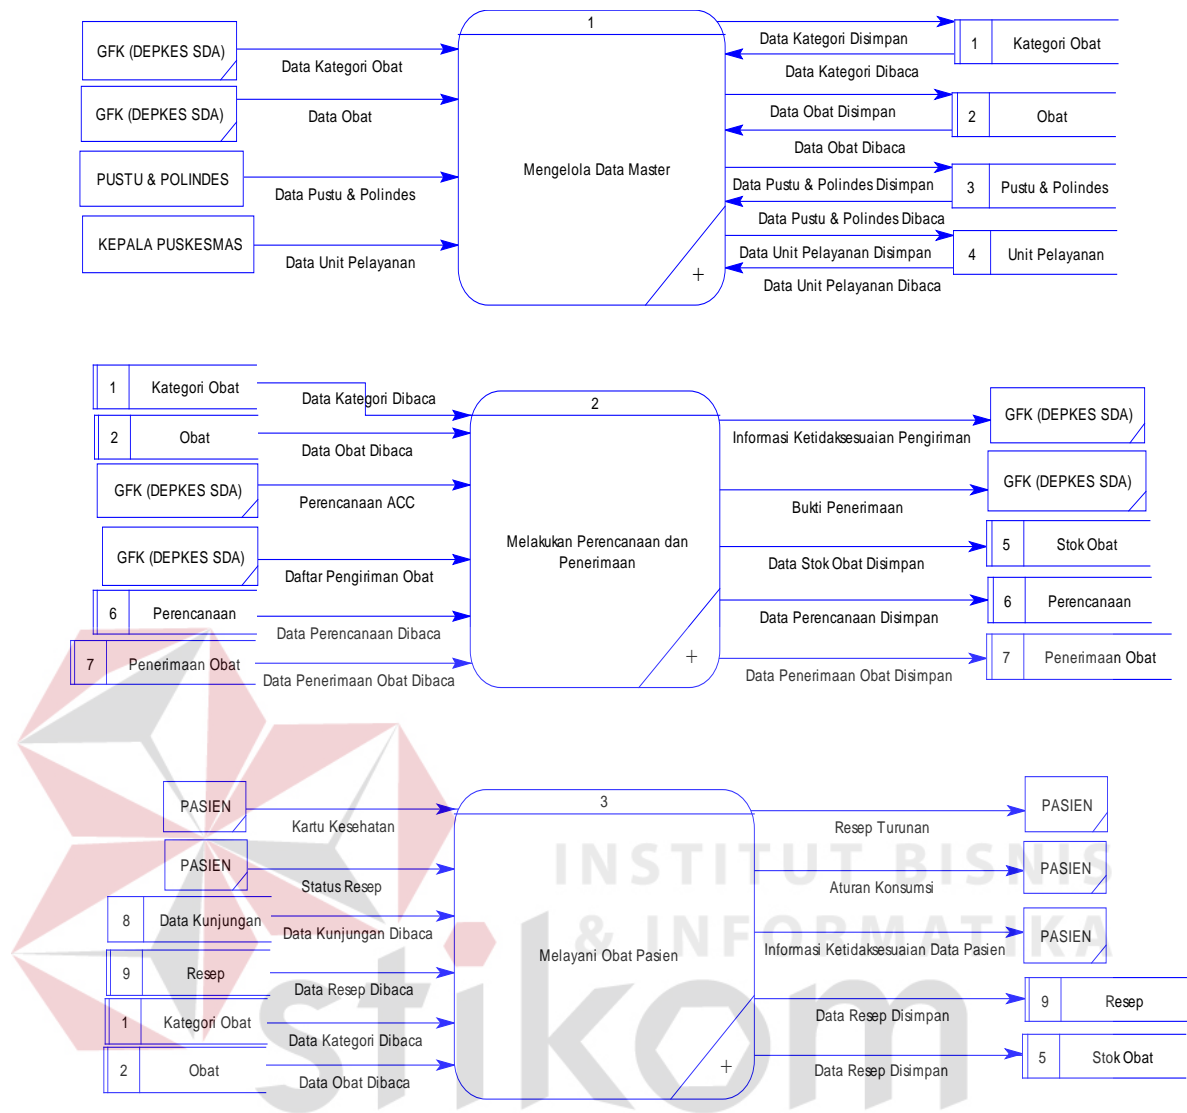 1
GFK (DEPKES SDA)
Data Kategori Obat
GFK (DEPKES SDA)
Data Obat
PUSTU & POLINDES
Data Pustu & Polindes
KEPALA PUSKESMAS
Data Unit Pelayanan
Mengelola Data Master
+
Data Kategori Disimpan
Data Kategori Dibaca
1 Kategori Obat
Data Obat Disimpan
Data Obat Dibaca
2 Obat
Data Pustu & Polindes Disimpan
Data Pustu & Polindes Dibaca
3 Pustu & Polindes
Data Unit Pelayanan Disimpan
Data Unit Pelayanan Dibaca
4 Unit Pelayanan
2
1 Kategori Obat
Data Kategori Dibaca
2 Obat
Data Obat Dibaca
GFK (DEPKES SDA)
Perencanaan ACC
GFK (DEPKES SDA)
Daftar Pengiriman Obat
6 Perencanaan
Data Perencanaan Dibaca
7 Penerimaan Obat
Data Penerimaan Obat Dibaca
Melakukan Perencanaan dan
Penerimaan
+
Informasi Ketidaksesuaian Pengiriman
GFK (DEPKES SDA)
Bukti Penerimaan
GFK (DEPKES SDA)
Data Stok Obat Disimpan
5 Stok Obat
Data Perencanaan Disimpan
6 Perencanaan
Data Penerimaan Obat Disimpan
7 Penerimaan Obat
3
PASIEN
Kartu Kesehatan
PASIEN
Status Resep
8 Data Kunjungan
Data Kunjungan Dibaca
9 Resep
Data Resep Dibaca
1 Kategori Obat
Data Kategori Dibaca
2 Obat
Data Obat Dibaca
Melayani Obat Pasien
+
Resep Turunan
PASIEN
Aturan Konsumsi
PASIEN
Informasi Ketidaksesuaian Data Pasien
PASIEN
Data Resep Disimpan
9 Resep
Data Resep Disimpan
5 Stok Obat
INSTITUT BISNIS
& INFORMATIKA
stikom